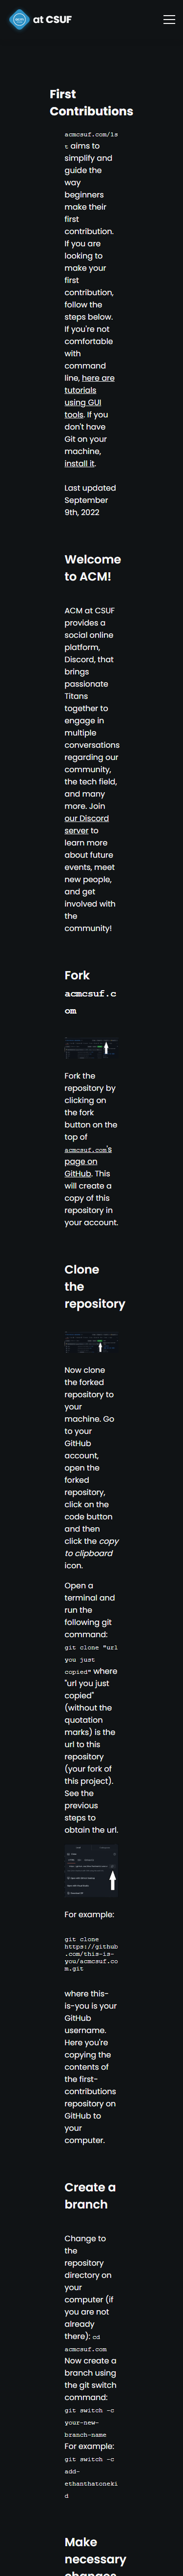 at CSUF
First
Contributions
acmcsuf.com/1s
t aims to
simplify and
guide the
way
beginners
make their
first
contribution.
If you are
looking to
make your
first
contribution,
follow the
steps below.
If you're not
comfortable
with
command
line, here are
tutorials
using GUI
tools. If you
don't have
Git on your
machine,
install it.
Last updated
September
9th, 2022
Welcome
to ACM!
ACM at CSUF
provides a
social online
platform,
Discord, that
brings
passionate
Titans
together to
engage in
multiple
conversations
regarding our
community,
the tech field,
and many
more. Join
our Discord
server to
learn more
about future
events, meet
new people,
and get
involved with
the
community!
Fork
acmcsuf.c
om
Fork the
repository by
clicking on
the fork
button on the
top of
acmcsuf.com's
page on
GitHub. This
will create a
copy of this
repository in
your account.
Clone
the
repository
Now clone
the forked
repository to
your
machine. Go
to your
GitHub
account,
open the
forked
repository,
click on the
code button
and then
click the copy
to clipboard
icon.
Open a
terminal and
run the
following git
command:
git clone "url
you just
copied" where
"url you just
copied"
(without the
quotation
marks) is the
url to this
repository
(your fork of
this project).
See the
previous
steps to
obtain the url.
For example:
git clone
https://github
.com/this-is-
you/acmcsuf.co
m.git
where this-
is-you is your
GitHub
username.
Here you're
copying the
contents of
the first-
contributions
repository on
GitHub to
your
computer.
Create a
branch
Change to
the
repository
directory on
your
computer (if
you are not
already
there): cd
acmcsuf.com
Now create a
branch using
the git switch
command:
git switch -c
your-new-
branch-name
For example:
git switch -c
add-
ethanthatoneki
d
Make
necessary
changes